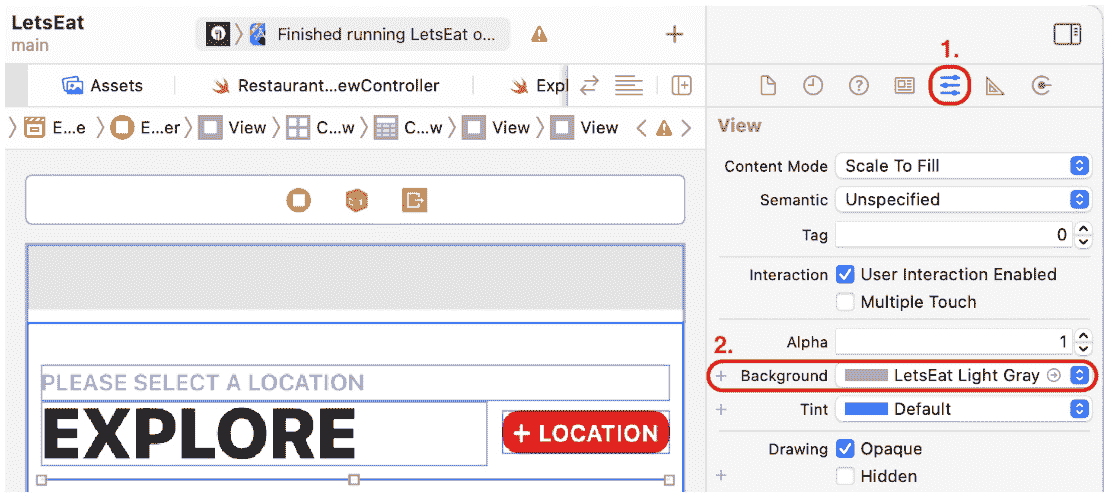 LetsEat
main
Finished running LetsEat o...
1.
Assets
Restaurant...ewController
Expl
E...e
E...er
View
C...w
C...w
View
View
View
Content Mode Scale To Fill
Semantic Unspecified
Tag 0
Interaction User Interaction Enabled
Multiple Touch
Alpha 1
2.
Background LetsEat Light Gray
Tint Default
Drawing Opaque
Hidden
PLEASE SELECT A LOCATION
EXPLORE
+ LOCATION